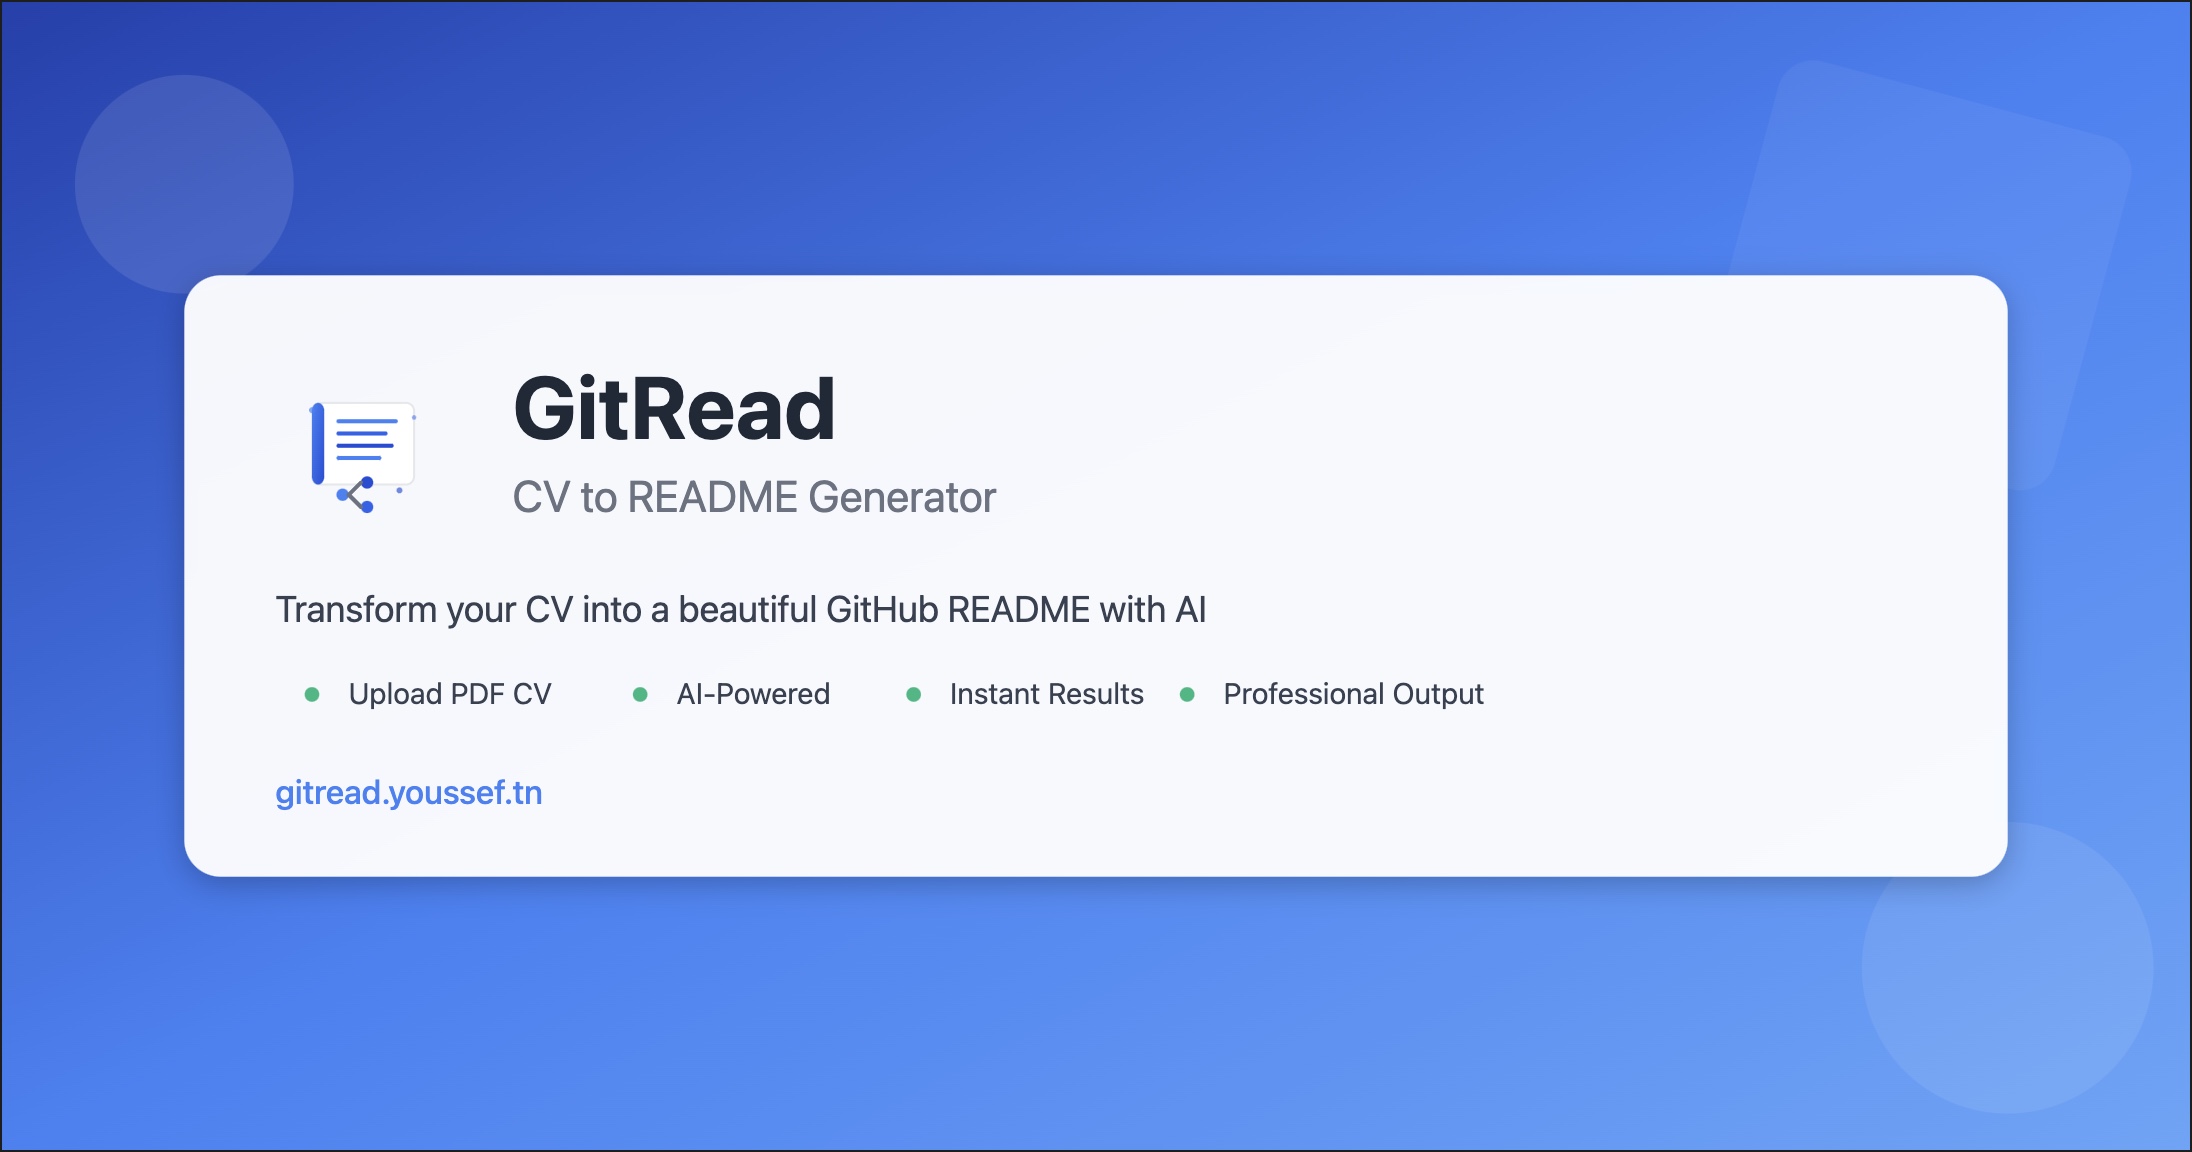 GitRead
CV to README Generator
Transform your CV into a beautiful GitHub README with AI
Upload PDF CV AI-Powered Instant Results Professional Output
gitread.youssef.tn